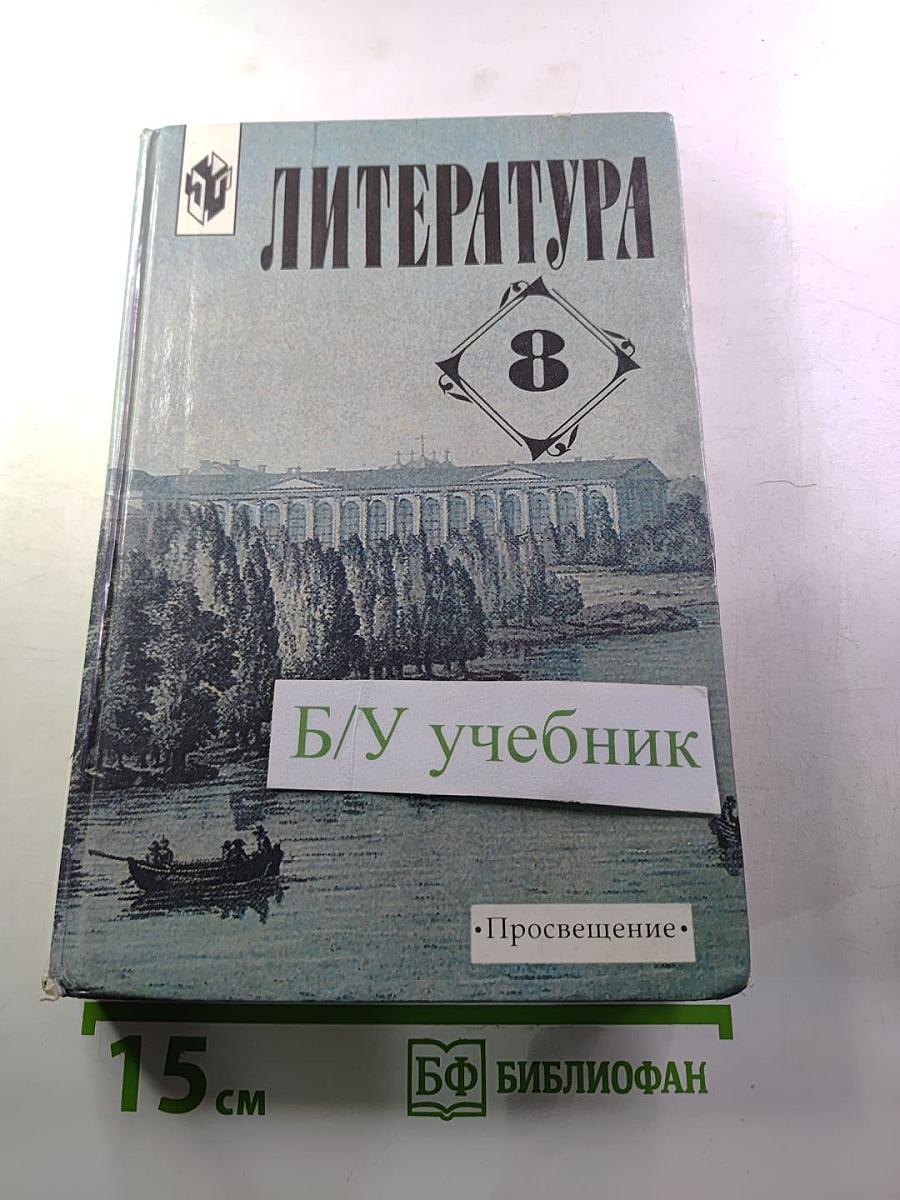 ЛИТЕРАТУРА
8
Б/У учебник
•Просвещение•
15 см
БФ БИБЛИОФАН